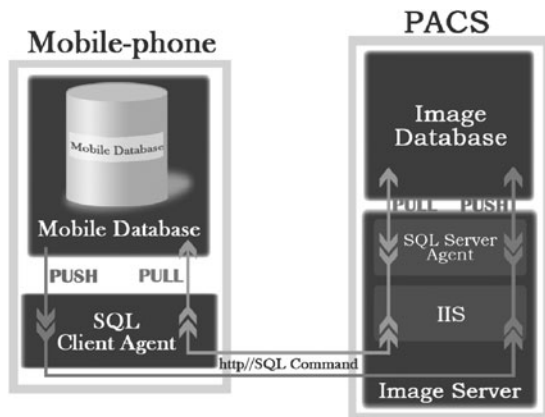 Mobile-phone
Mobile Database
Mobile Database
PUSH
PULL
SQL
Client Agent
http//SQL Command
PACS
Image
Database
PULL
PUSH
SQL Server
Agent
IIS
Image Server